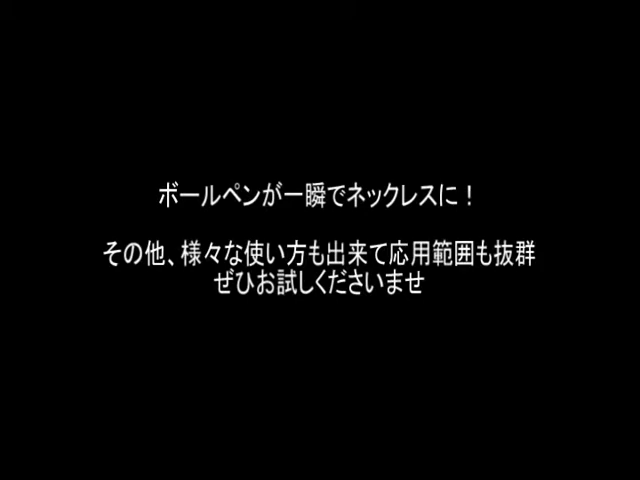 ボールペンが一瞬でネックレスに！
その他、様々な使い方も出来て応用範囲も抜群
ぜひお試しくださいませ